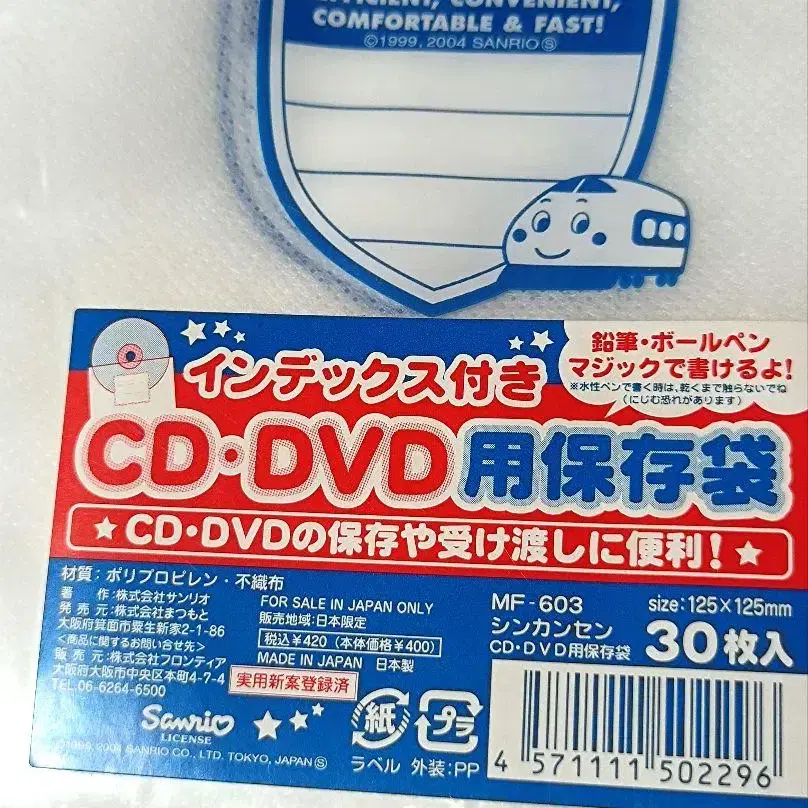 EFFICIENT, CONVENIENT,
COMFORTABLE & FAST!
©1999, 2004 SANRIO Ⓢ
インデックス付き
鉛筆・ボールペン
マジックで書けるよ!
※水性ペンで書く時は、乾くまで触らないでね
(にじむ恐れがあります)
CD・DVD用保存袋
★CD・DVDの保存や受け渡しに便利!★
材質:ポリプロピレン・不織布
著 作:株式会社サンリオ
発売元:株式会社まつもと
大阪府箕面市粟生新家2-1-86
<商品に関するお問い合せ先>
販売元:株式会社フロンティア
大阪府大阪市中央区本町4-7-4
TEL.06-6264-6500
FOR SALE IN JAPAN ONLY
販売地域:日本限定
税込¥420(本体価格¥400)
MADE IN JAPAN 日本製
実用新案登録済
MF-603
シンカンセン
CD・DVD用保存袋
size:125×125mm
30枚入
Sanrio
LICENSE
©1999, 2004 SANRIO CO., LTD. TOKYO, JAPAN Ⓢ
紙
ラベル
プラ
外装:PP
4 571111 502296